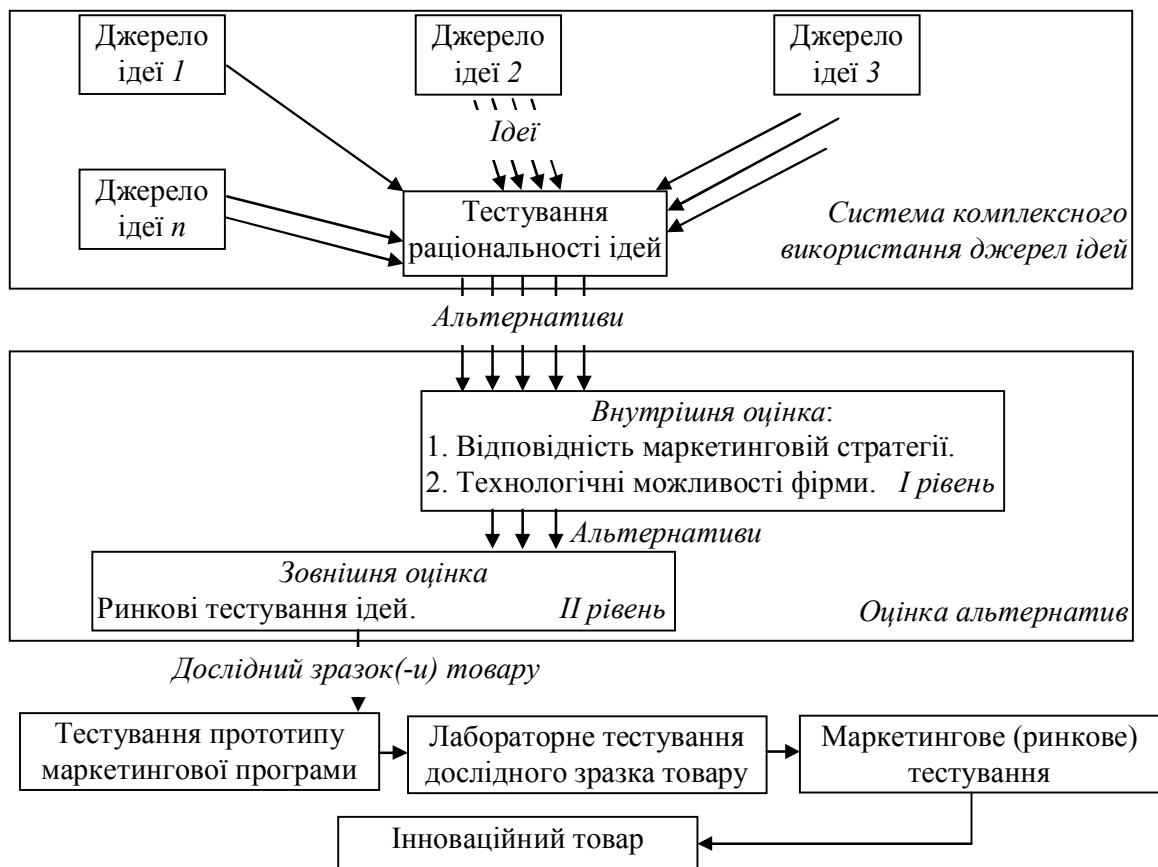 Джерело
ідеї 1
Джерело
ідеї 2
Джерело
ідеї 3
Ідеї
Джерело
ідеї n
Тестування
раціональності ідей
Система комплексного
використання джерел ідей
Альтернативи
Внутрішня оцінка:
1. Відповідність маркетинговій стратегії.
2. Технологічні можливості фірми. I рівень
Альтернативи
Зовнішня оцінка
Ринкові тестування ідей. II рівень
Оцінка альтернатив
Дослідний зразок(-и) товару
Тестування прототипу
маркетингової програми
Лабораторне тестування
дослідного зразка товару
Маркетингове (ринкове)
тестування
Інноваційний товар